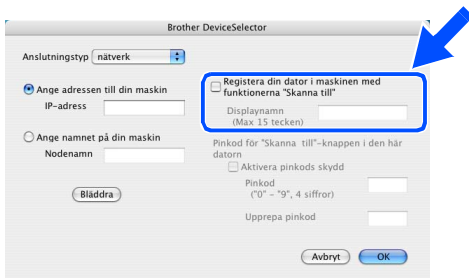 Brother DeviceSelector
Anslutningstyp
nätverk
Ange adressen till din maskin
IP-adress
Ange namnet på din maskin
Nodenamn
Bläddra
Registera din dator i maskinen med
funktionerna "Skanna till"
Displaynamn
(Max 15 tecken)
Pinkod för "Skanna till"-knappen i den här
datorn
Aktivera pinkods skydd
Pinkod
("0" - "9", 4 siffror)
Upprepa pinkod
Avbryt
OK